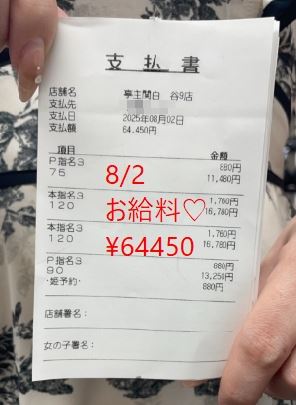 支払書
店舗名 亭主関白 谷9店
支払先
支払日 2025年08月02日
支払額 64,450円
項目 金額
P指名3 880円
75 11,480円
本指名3 1,760円
120 16,780円
本指名3 1,760円
120 16,780円
P指名3 880円
90 13,250円
・姫予約 880円
店舗署名:
女の子署名:
8/2
お給料♡
¥64450